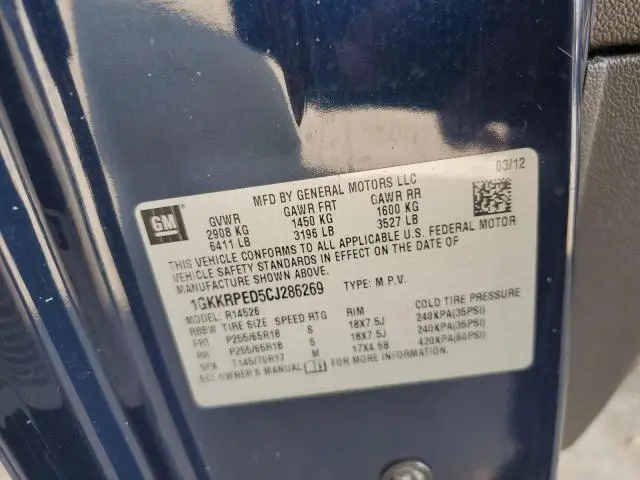 GM
MFD BY GENERAL MOTORS LLC 03/12
GVWR GAWR FRT GAWR RR
2908 KG 1450 KG 1600 KG
6411 LB 3196 LB 3527 LB
THIS VEHICLE CONFORMS TO ALL APPLICABLE U.S. FEDERAL MOTOR
VEHICLE SAFETY STANDARDS IN EFFECT ON THE DATE OF
MANUFACTURE SHOWN ABOVE.
1GKKRPED5CJ286269 TYPE: M.P.V.
MODEL: R14526
RBBW TIRE SIZE SPEED RTG RIM COLD TIRE PRESSURE
FRT P255/65R18 S 18X7.5J 240KPA(35PSI)
RR P255/65R18 S 18X7.5J 240KPA(35PSI)
SPA T145/70R17 M 17X4.5B 420KPA(60PSI)
SEE OWNER'S MANUAL FOR MORE INFORMATION.